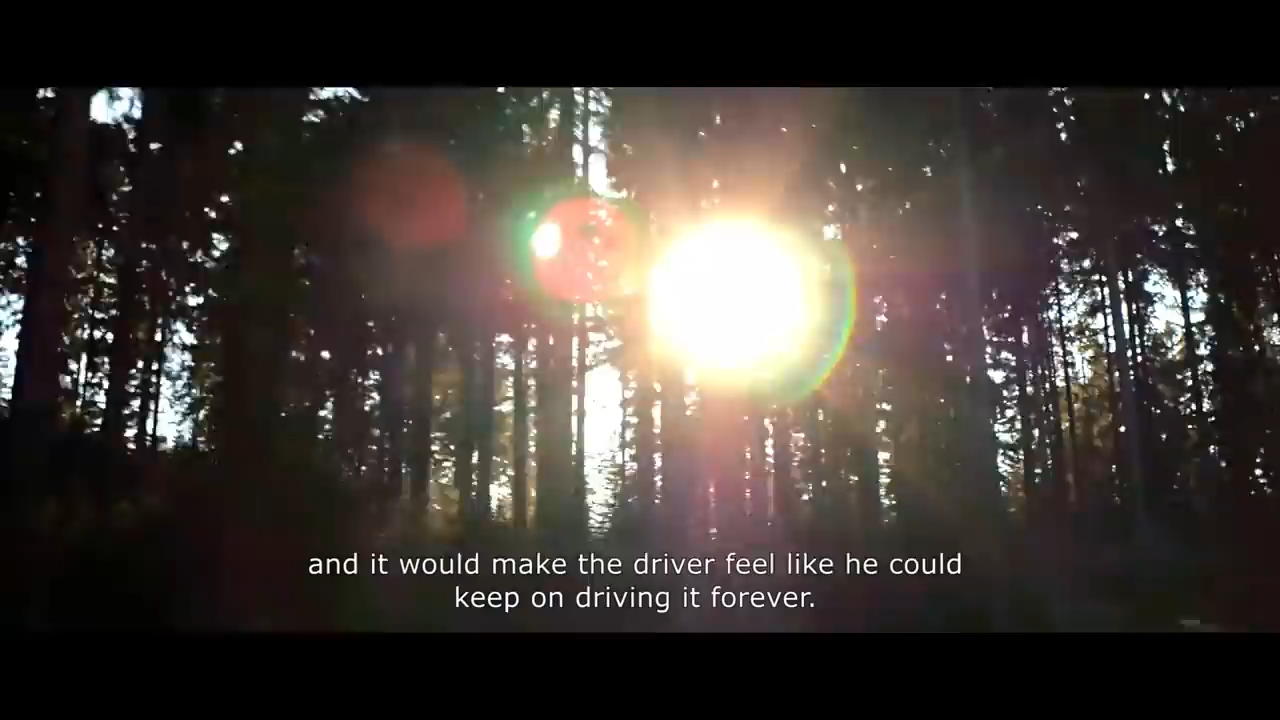 and it would make the driver feel like he could
keep on driving it forever.